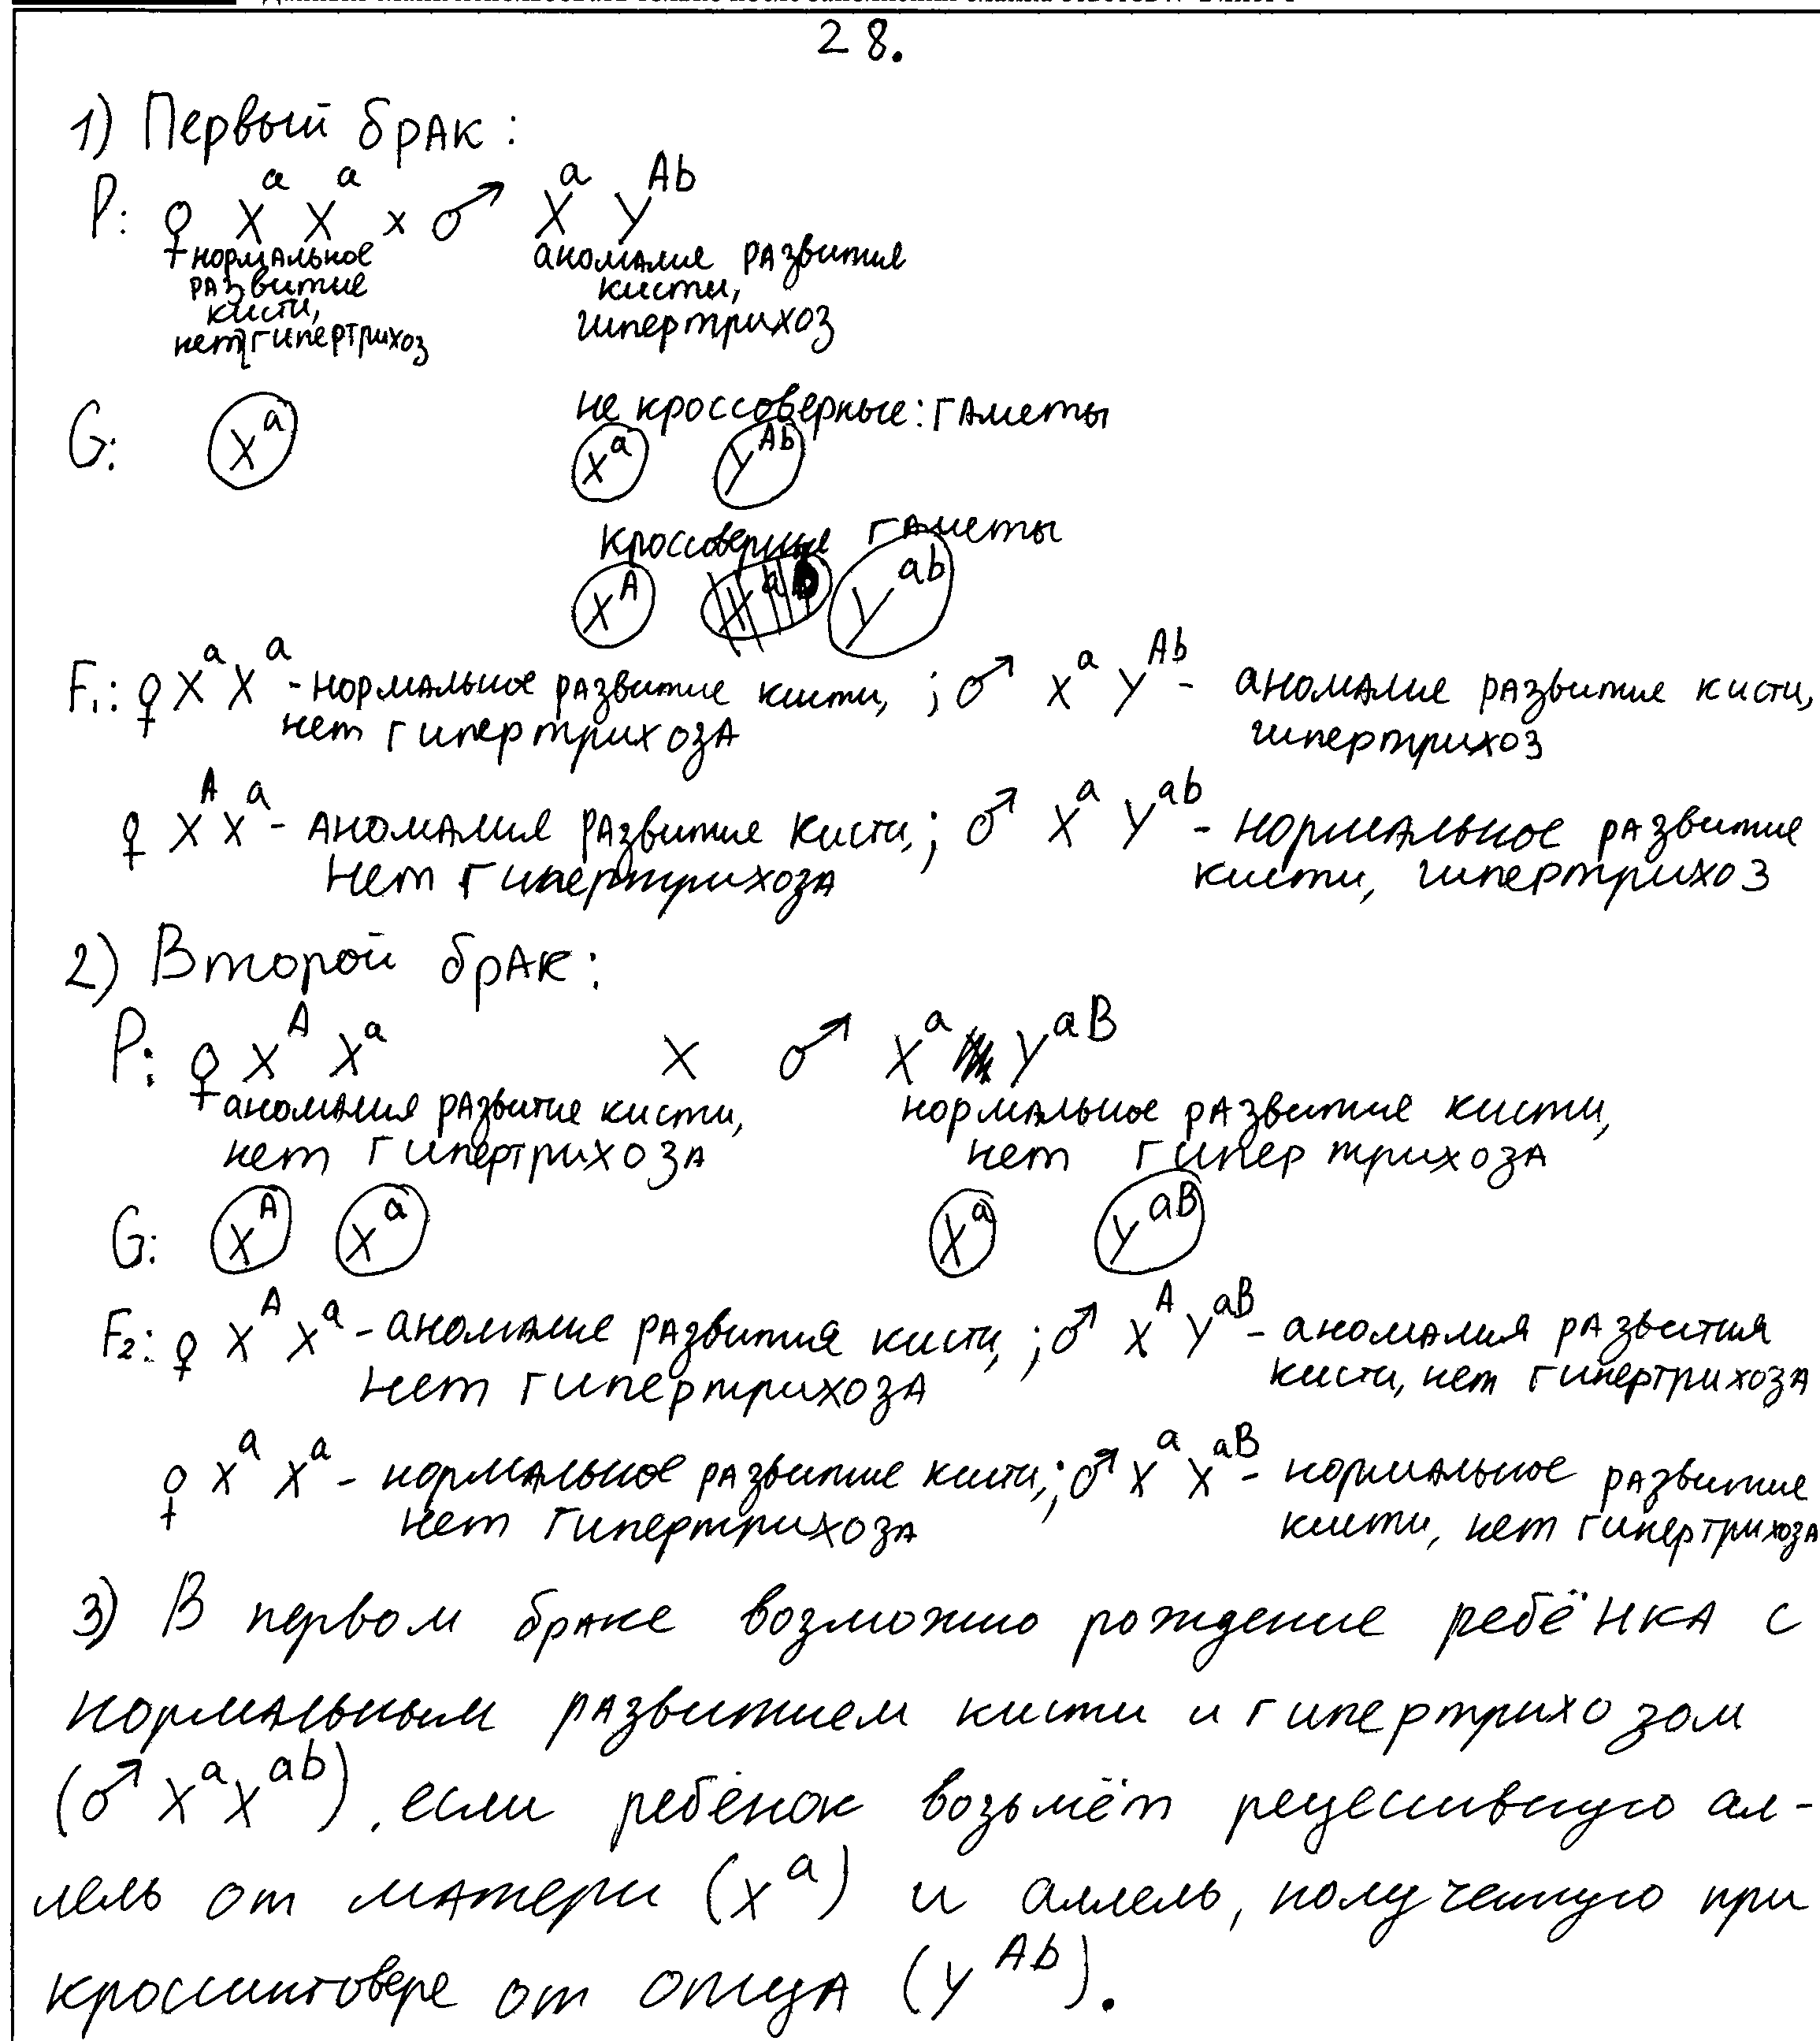 28.
1) Первый брак:
P: ♀ X^a X^a x ♂ X^a Y^Ab
нормальное аномалие развития
развитие кисти,
кисти, гипертрихоз
нет гипертрихоз
не кроссоверные: гаметы
G: X^a X^a Y^Ab
кроссоверные гаметы
X^A Y^ab
F1: ♀ X^a X^a - нормальное развитие кисти, ; ♂ X^a Y^Ab - аномалие развитие кисти,
нет гипертрихоза гипертрихоз
♀ X^A X^a - аномалия развитие кисти, ; ♂ X^a Y^ab - нормальное развитие
нет гипертрихоза кисти, гипертрихоз
2) Второй брак:
P: ♀ X^A X^a x ♂ X^a Y^aB
аномалия развитие кисти, нормальное развитие кисти,
нет гипертрихоза нет гипертрихоза
G: X^A X^a X^a Y^aB
F2: ♀ X^A X^a - аномалие развития кисти, ; ♂ X^A Y^aB - аномалия развития
нет гипертрихоза кисти, нет гипертрихоза
♀ X^a X^a - нормальное развитие кисти, ; ♂ X^a X^aB - нормальное развитие
нет гипертрихоза кисти, нет гипертрихоза
3) В первом браке возможно рождение ребёнка с
нормальным развитием кисти и гипертрихозом
(♂ X^a X^ab), если ребёнок возьмёт рецессивную ал-
лель от матери (X^a) и аллель, полученную при
кроссинговере от отца (Y^Ab).